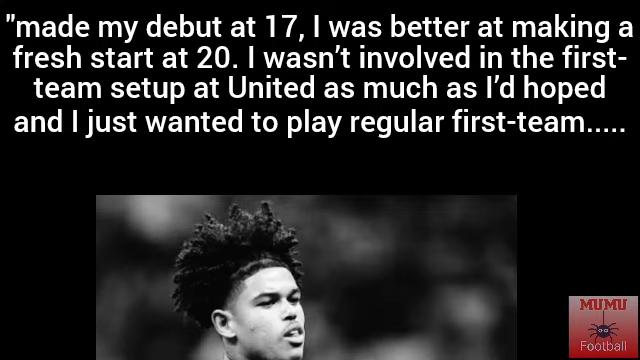 "made my debut at 17, I was better at making a
fresh start at 20. I wasn’t involved in the first-
team setup at United as much as I’d hoped
and I just wanted to play regular first-team.....
MUMU
Football